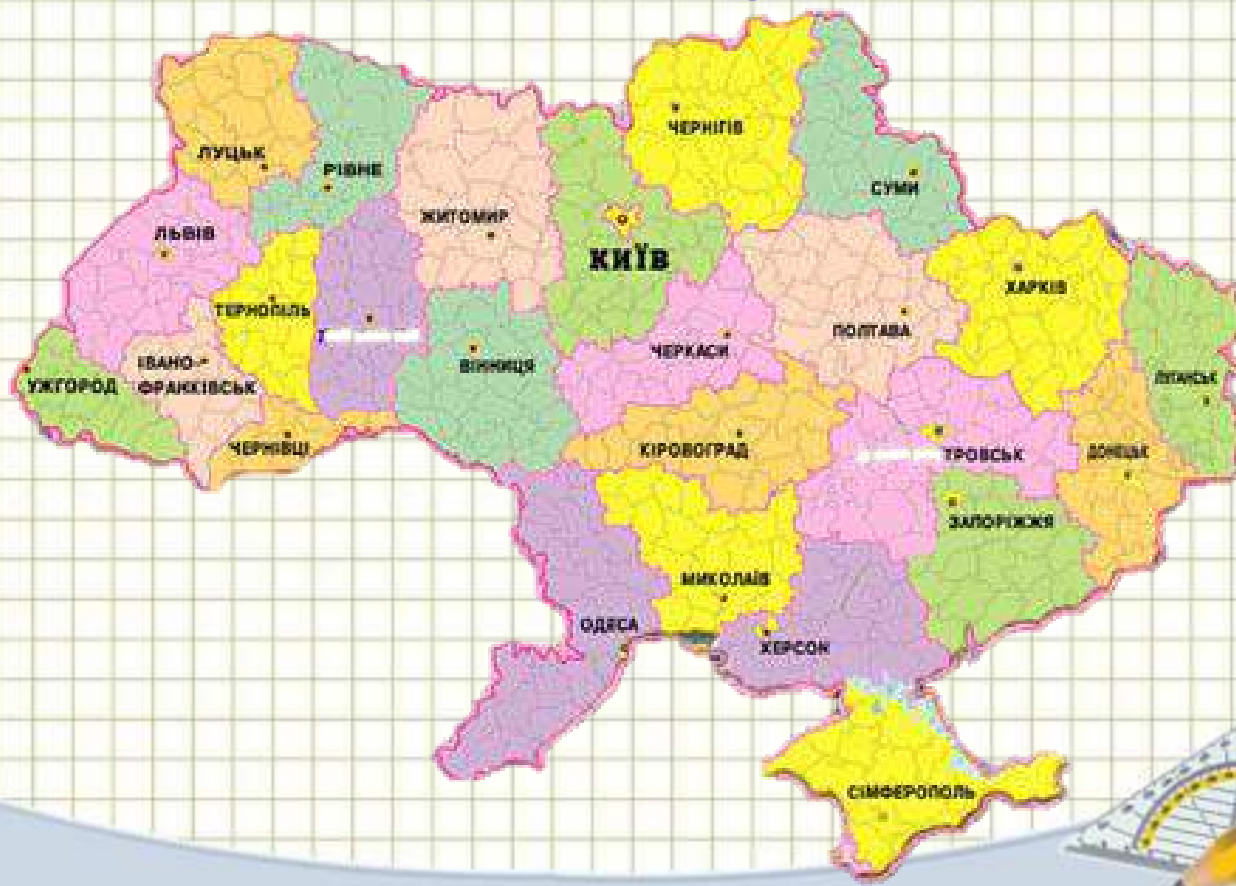 ЧЕРНІГІВ
ЛУЦЬК
РІВНЕ
СУМИ
ЖИТОМИР
ЛЬВІВ
КИЇВ
ХАРКІВ
ТЕРНОПІЛЬ
ПОЛТАВА
ЧЕРКАСИ
ВІННИЦЯ
ІВАНО-
ФРАНКІВСЬК
УЖГОРОД
ЛУГАНСЬК
ЧЕРНІВЦІ
КІРОВОГРАД
ТРОВСЬК
ДОНЕЦЬК
ЗАПОРІЖЖЯ
МИКОЛАЇВ
ОДЕСА
ХЕРСОН
СІМФЕРОПОЛЬ